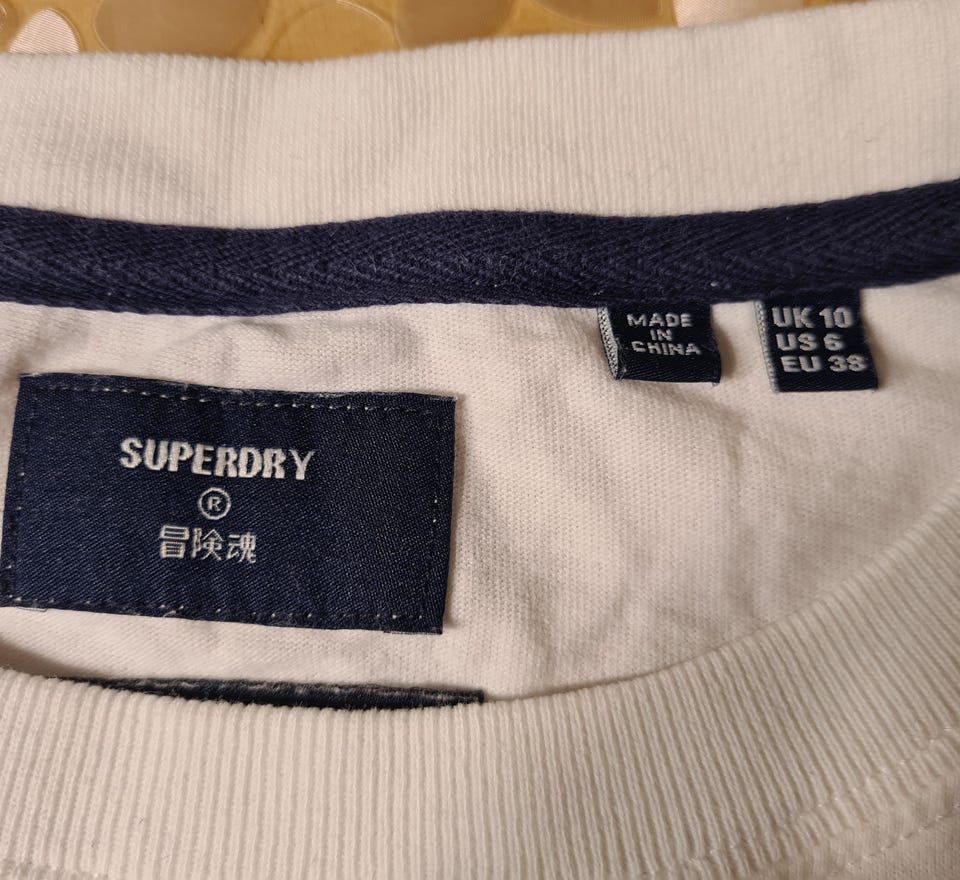 SUPERDRY
®
冒険魂
MADE
IN
CHINA
UK 10
US 6
EU 38